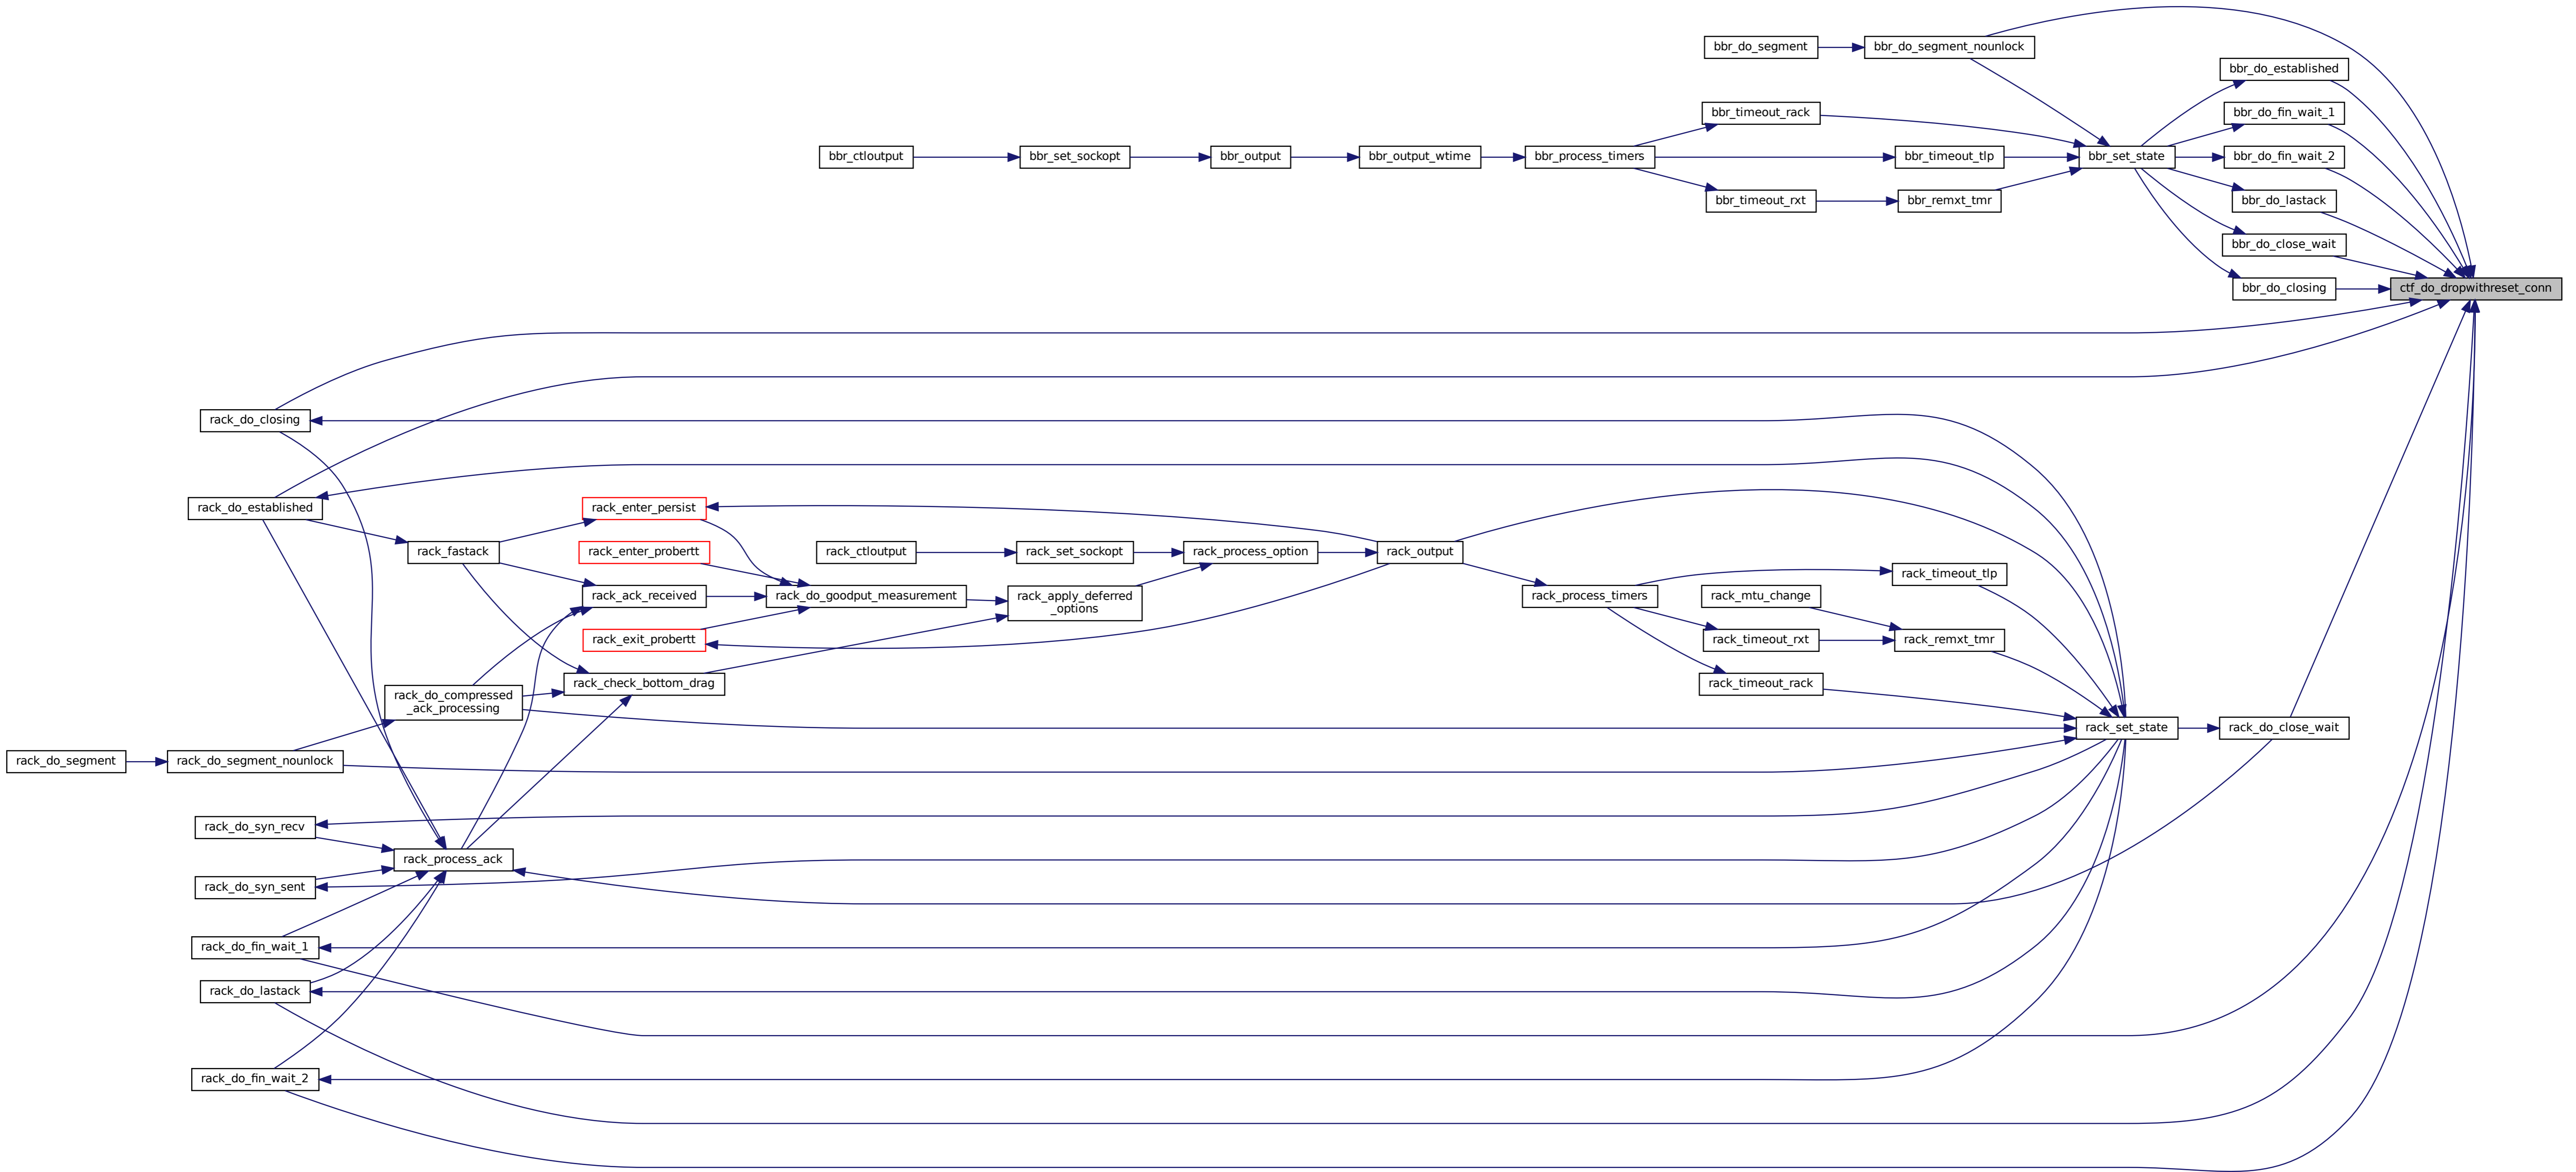 bbr_do_segment
bbr_do_segment_nounlock
bbr_do_established
bbr_timeout_rack
bbr_do_fin_wait_1
bbr_ctloutput
bbr_set_sockopt
bbr_output
bbr_output_wtime
bbr_process_timers
bbr_timeout_tlp
bbr_set_state
bbr_do_fin_wait_2
bbr_timeout_rxt
bbr_remxt_tmr
bbr_do_lastack
bbr_do_close_wait
bbr_do_closing
ctf_do_dropwithreset_conn
rack_do_closing
rack_do_established
rack_enter_persist
rack_fastack
rack_enter_probertt
rack_ctloutput
rack_set_sockopt
rack_process_option
rack_output
rack_timeout_tlp
rack_ack_received
rack_do_goodput_measurement
rack_apply_deferred
_options
rack_process_timers
rack_mtu_change
rack_exit_probertt
rack_timeout_rxt
rack_remxt_tmr
rack_check_bottom_drag
rack_timeout_rack
rack_do_compressed
_ack_processing
rack_set_state
rack_do_close_wait
rack_do_segment
rack_do_segment_nounlock
rack_do_syn_recv
rack_process_ack
rack_do_syn_sent
rack_do_fin_wait_1
rack_do_lastack
rack_do_fin_wait_2